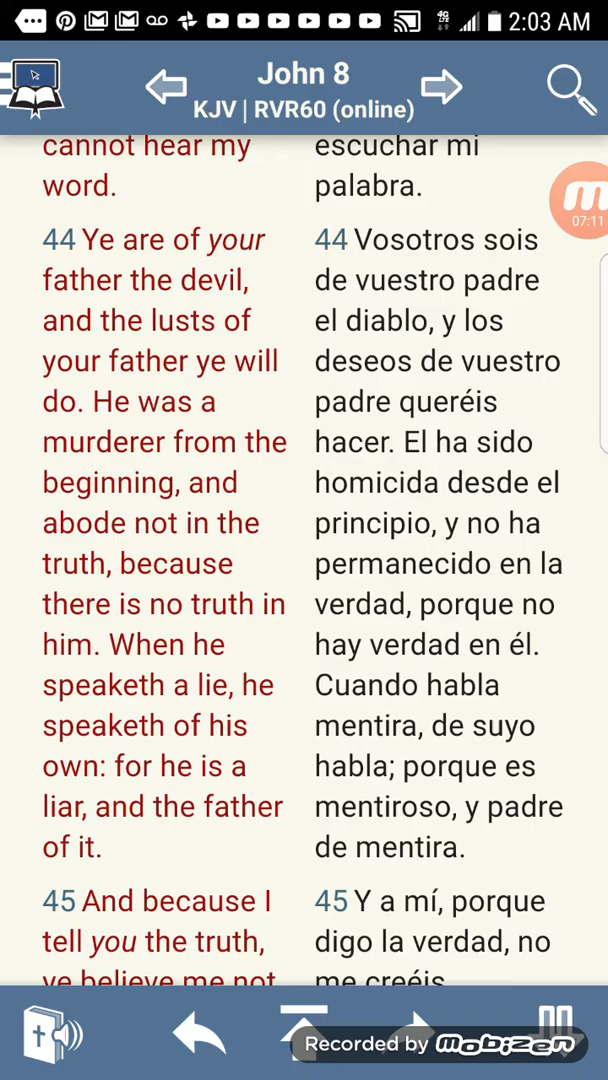 2:03 AM
John 8
KJV | RVR60 (online)
07:11
cannot hear my
word.
44 Ye are of your
father the devil,
and the lusts of
your father ye will
do. He was a
murderer from the
beginning, and
abode not in the
truth, because
there is no truth in
him. When he
speaketh a lie, he
speaketh of his
own: for he is a
liar, and the father
of it.
45 And because I
tell you the truth,
ye believe me not
escuchar mi
palabra.
44 Vosotros sois
de vuestro padre
el diablo, y los
deseos de vuestro
padre queréis
hacer. El ha sido
homicida desde el
principio, y no ha
permanecido en la
verdad, porque no
hay verdad en él.
Cuando habla
mentira, de suyo
habla; porque es
mentiroso, y padre
de mentira.
45 Y a mí, porque
digo la verdad, no
me creéis
Recorded by mobizen